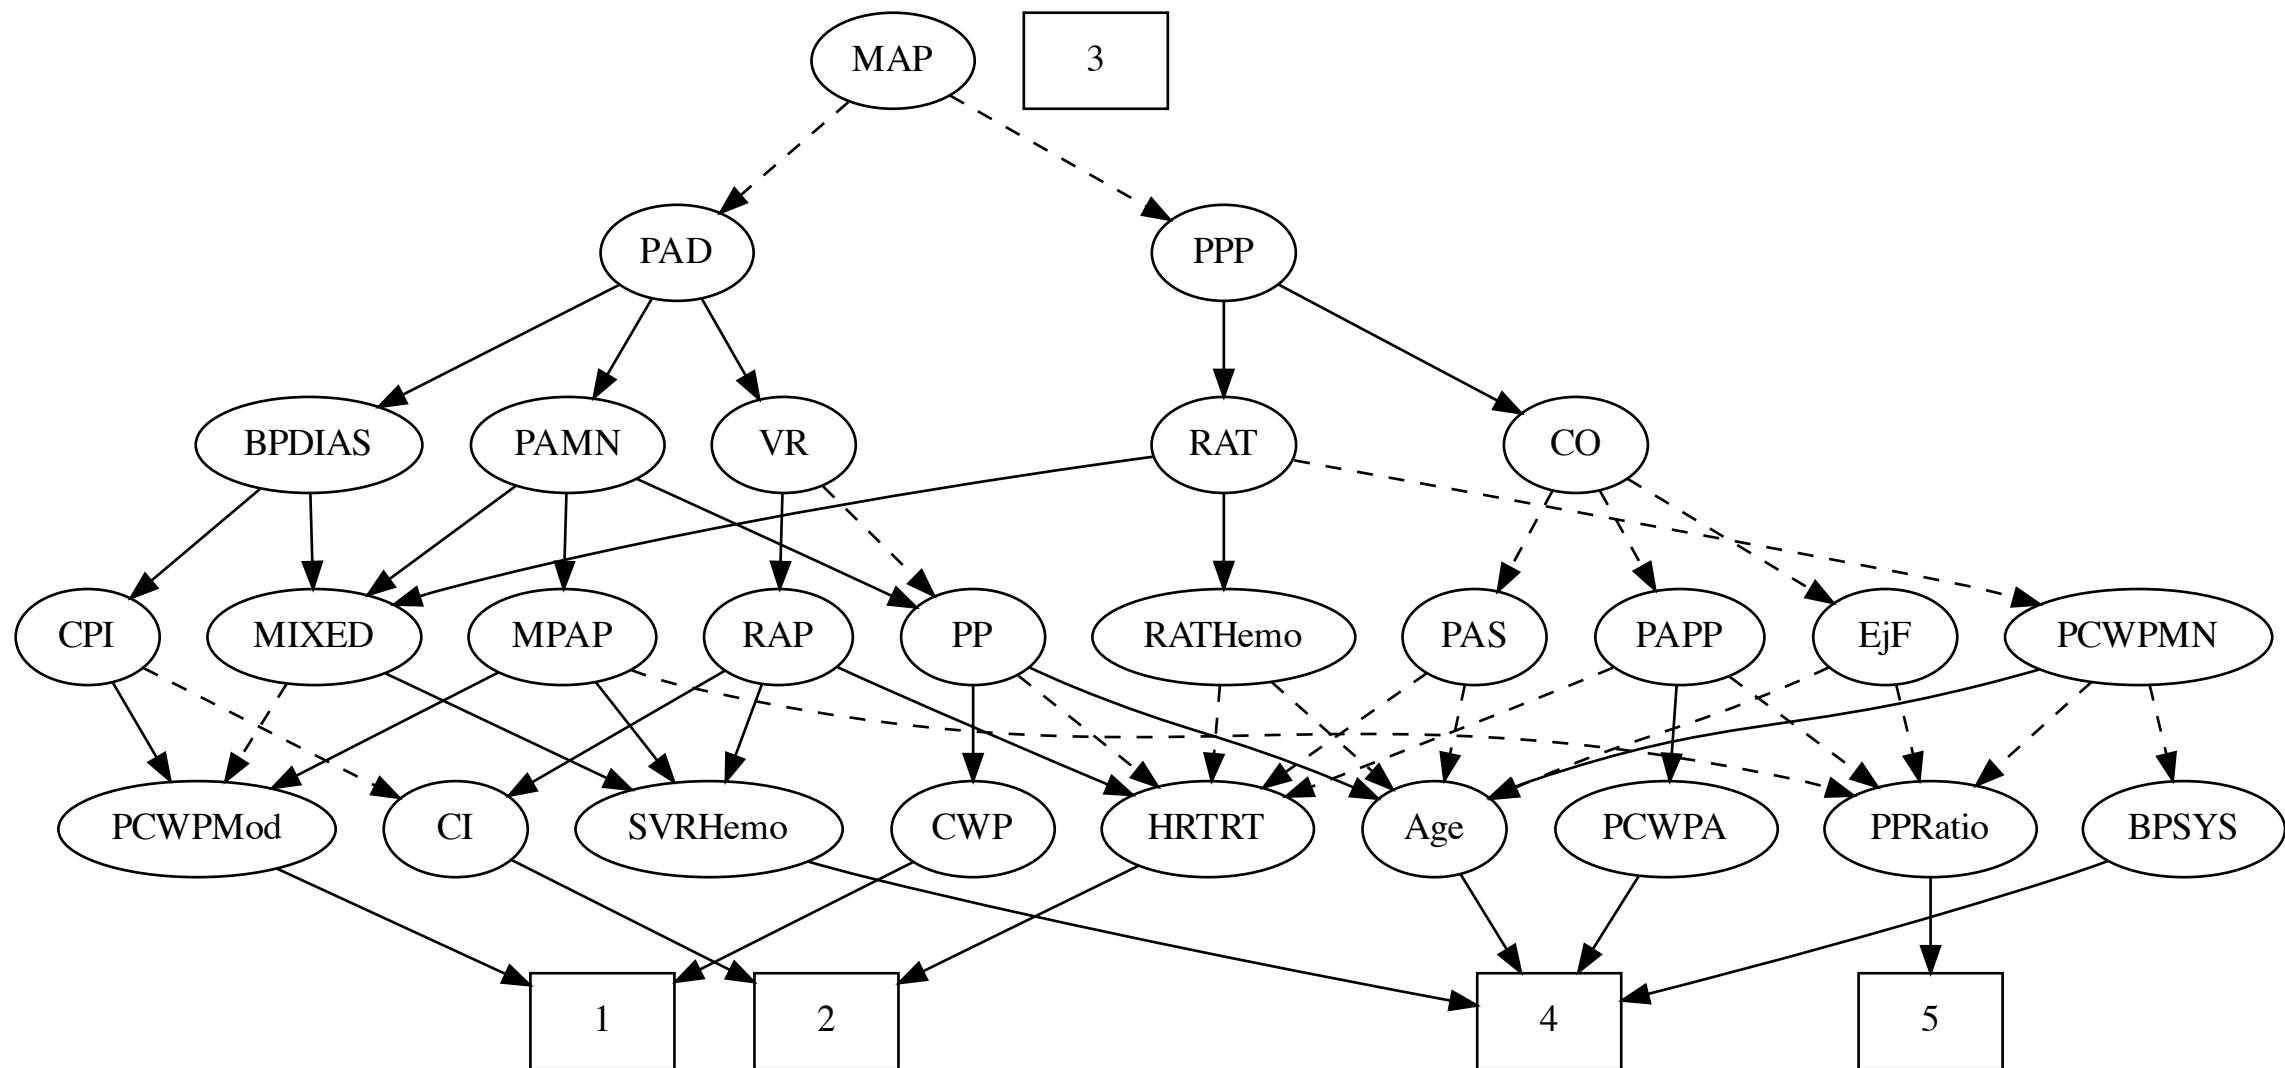 MAP
3
PAD
PPP
BPDIAS
PAMN
VR
RAT
CO
CPI
MIXED
MPAP
RAP
PP
RATHemo
PAS
PAPP
EjF
PCWPMN
PCWPMod
CI
SVRHemo
CWP
HRTRT
Age
PCWPA
PPRatio
BPSYS
1
2
4
5